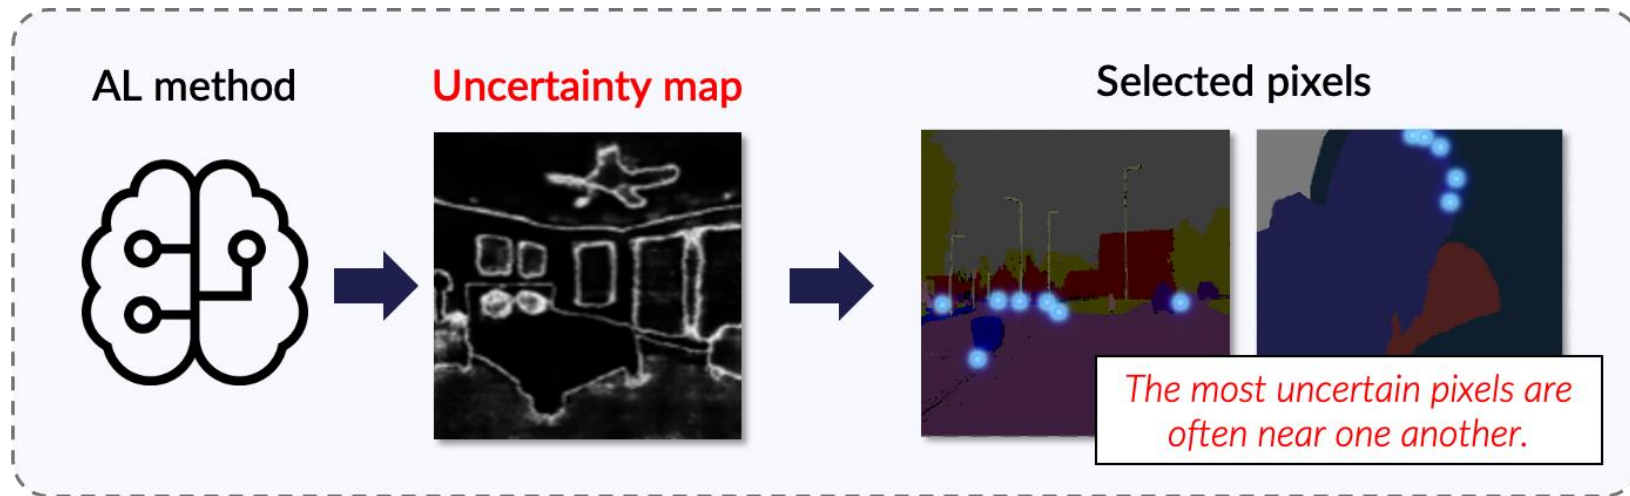 AL method
Uncertainty map
Selected pixels
The most uncertain pixels are
often near one another.